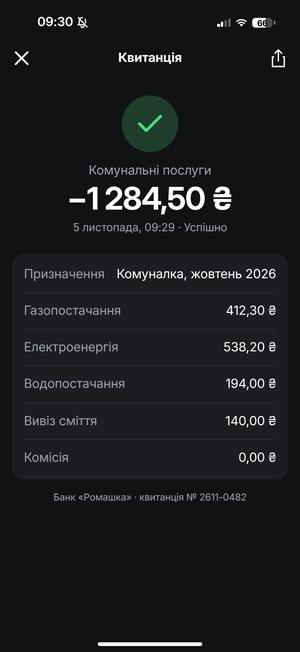 09:30
66
Квитанція
Комунальні послуги
−1 284,50 ₴
5 листопада, 09:29 · Успішно
Призначення Комуналка, жовтень 2026
Газопостачання 412,30 ₴
Електроенергія 538,20 ₴
Водопостачання 194,00 ₴
Вивіз сміття 140,00 ₴
Комісія 0,00 ₴
Банк «Ромашка» · квитанція № 2611-0482